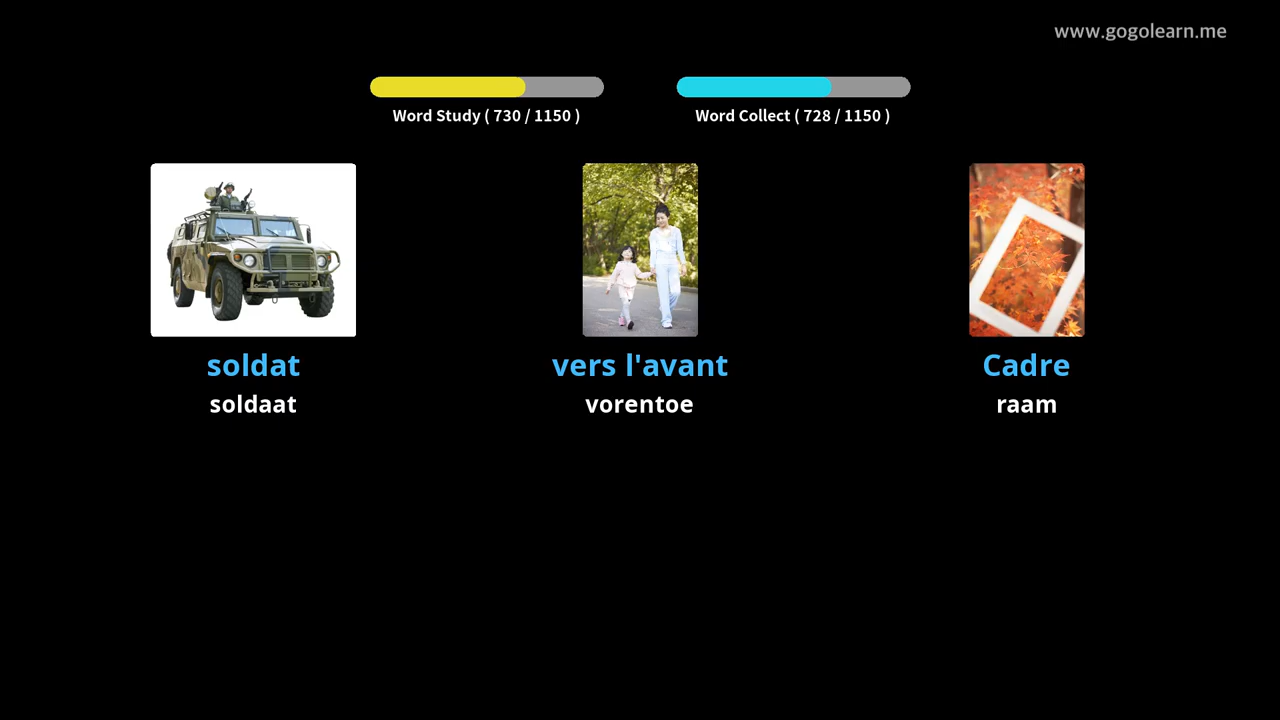 www.gogolearn.me
Word Study ( 730 / 1150 )
Word Collect ( 728 / 1150 )
soldat
soldaat
vers l'avant
vorentoe
Cadre
raam